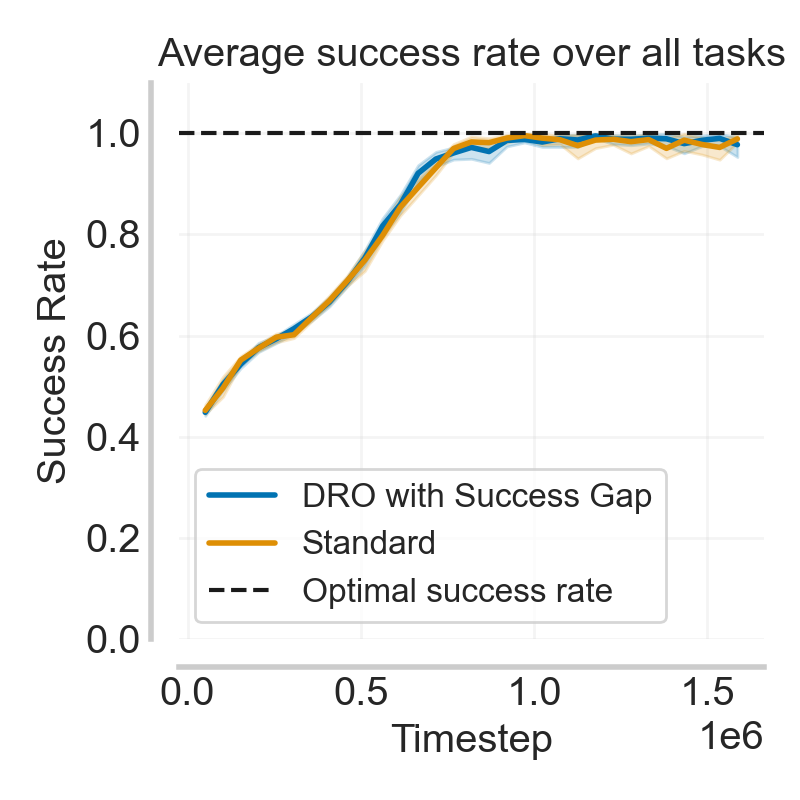 Average success rate over all tasks
1.0
0.8
0.6
0.4
0.2
0.0
Success Rate
DRO with Success Gap
Standard
Optimal success rate
0.0 0.5 1.0 1.5
Timestep
1e6